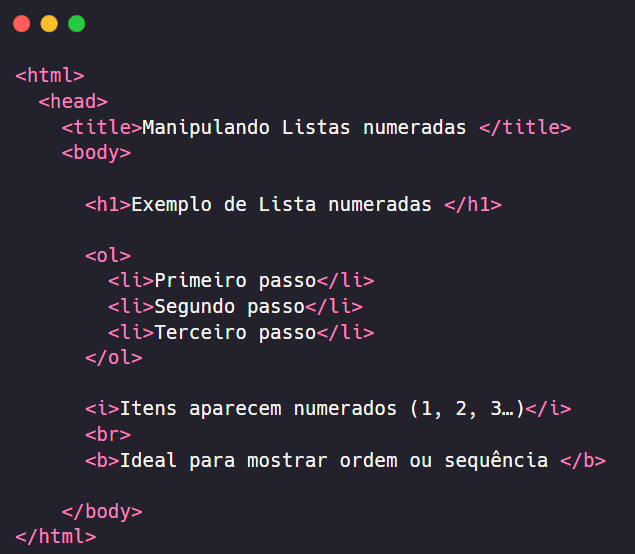 <html>
<head>
<title>Manipulando Listas numeradas </title>
<body>
<h1>Exemplo de Lista numeradas </h1>
<ol>
<li>Primeiro passo</li>
<li>Segundo passo</li>
<li>Terceiro passo</li>
</ol>
<i>Itens aparecem numerados (1, 2, 3…)</i>
<br>
<b>Ideal para mostrar ordem ou sequência </b>
</body>
</html>